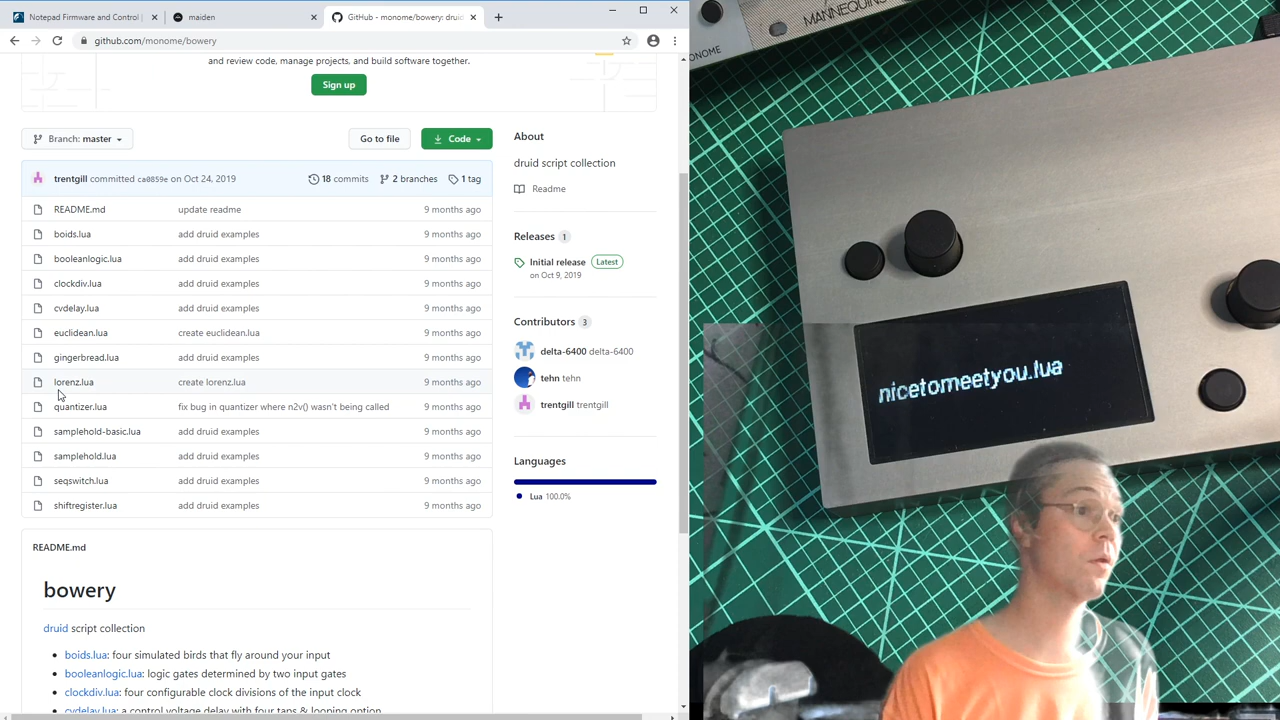 Notepad Firmware and Control |
maiden
GitHub - monome/bowery: druid
github.com/monome/bowery
and review code, manage projects, and build software together.
Sign up
Branch: master
Go to file
Code
trentgill committed ca0859e on Oct 24, 2019
18 commits
2 branches
1 tag
README.md update readme 9 months ago
boids.lua add druid examples 9 months ago
booleanlogic.lua add druid examples 9 months ago
clockdiv.lua add druid examples 9 months ago
cvdelay.lua add druid examples 9 months ago
euclidean.lua create euclidean.lua 9 months ago
gingerbread.lua add druid examples 9 months ago
lorenz.lua create lorenz.lua 9 months ago
quantizer.lua fix bug in quantizer where n2v() wasn't being called 9 months ago
samplehold-basic.lua add druid examples 9 months ago
samplehold.lua add druid examples 9 months ago
seqswitch.lua add druid examples 9 months ago
shiftregister.lua add druid examples 9 months ago
README.md
bowery
druid script collection
boids.lua: four simulated birds that fly around your input
booleanlogic.lua: logic gates determined by two input gates
clockdiv.lua: four configurable clock divisions of the input clock
cvdelay.lua: a control voltage delay with four taps & looping option
About
druid script collection
Readme
Releases 1
Initial release Latest
on Oct 9, 2019
Contributors 3
delta-6400 delta-6400
tehn tehn
trentgill trentgill
Languages
Lua 100.0%
MANNEQUINS
nicetomeetyou.lua